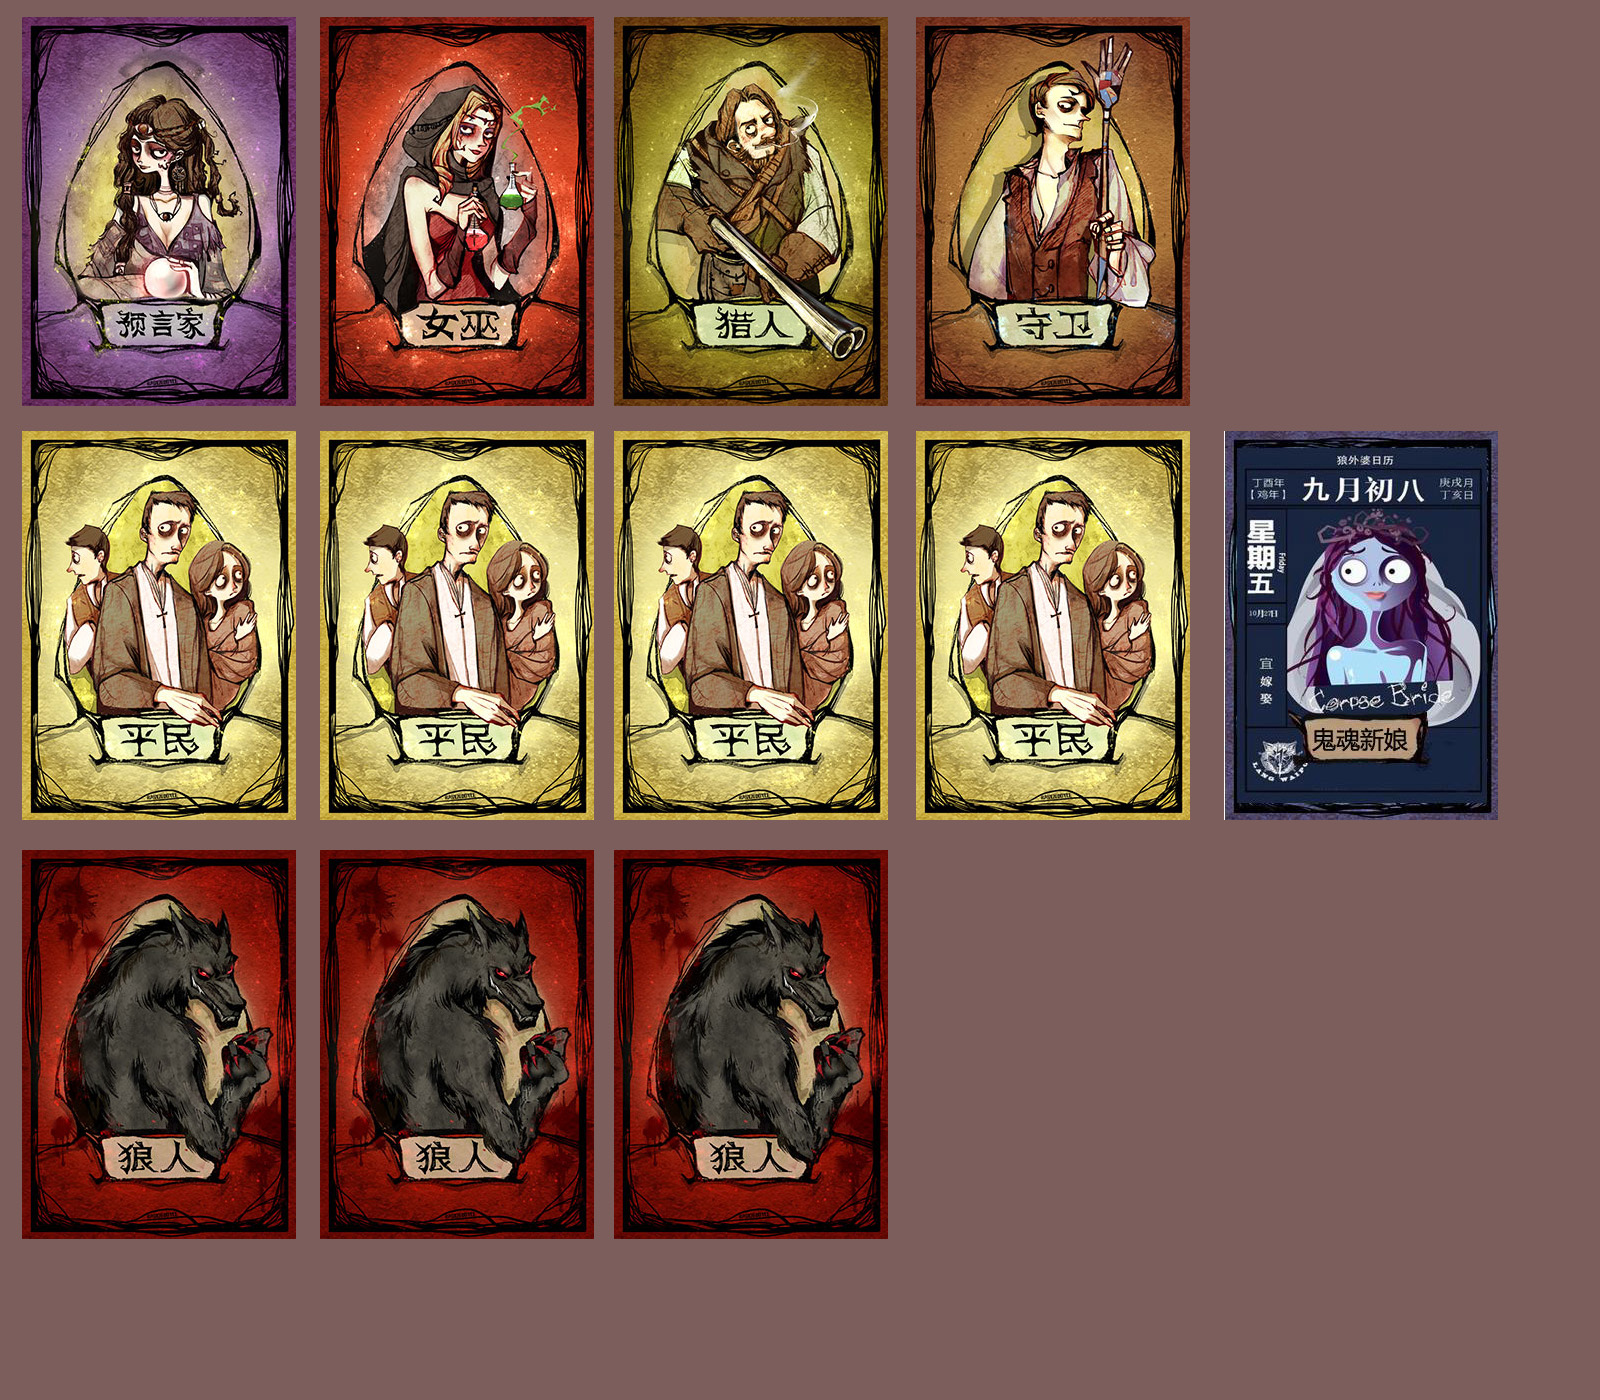 预言家
女巫
猎人
守卫
平民
平民
平民
平民
狼外婆日历
丁酉年
【鸡年】
九月初八
庚戌月
丁亥日
星期五
Friday
10月27日
宜
嫁
娶
Corpse Bride
鬼魂新娘
LANG WAIPO
狼人
狼人
狼人